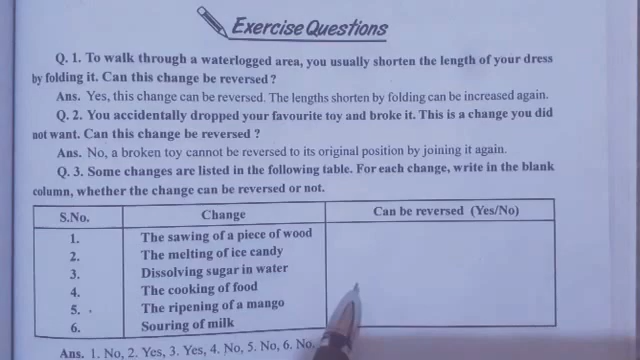 Exercise Questions
Q. 1. To walk through a waterlogged area, you usually shorten the length of your dress
by folding it. Can this change be reversed ?
Ans. Yes, this change can be reversed. The lengths shorten by folding can be increased again.
Q. 2. You accidentally dropped your favourite toy and broke it. This is a change you did
not want. Can this change be reversed ?
Ans. No, a broken toy cannot be reversed to its original position by joining it again.
Q. 3. Some changes are listed in the following table. For each change, write in the blank
column, whether the change can be reversed or not.
S.No. Change Can be reversed (Yes/No)
1. The sawing of a piece of wood
2. The melting of ice candy
3. Dissolving sugar in water
4. The cooking of food
5. The ripening of a mango
6. Souring of milk
Ans. 1. No, 2. Yes, 3. Yes, 4. No, 5. No, 6. No.